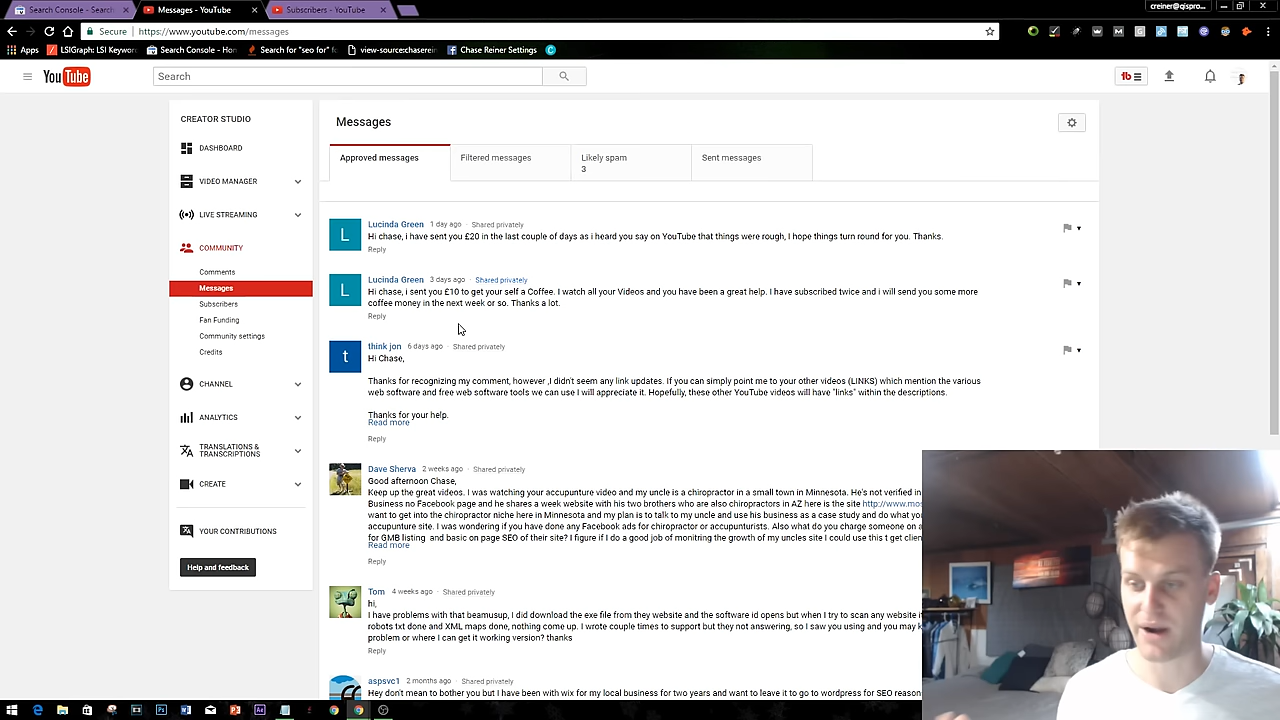 Search Console - Search
Messages - YouTube
Subscribers - YouTube
creiner@qispro...
Secure
https://www.youtube.com/messages
Apps
LSIGraph: LSI Keyword
Search Console - Hom
Search for "seo for" f
view-source:chaserein
Chase Reiner Settings
YouTube
Search
CREATOR STUDIO
DASHBOARD
VIDEO MANAGER
LIVE STREAMING
COMMUNITY
Comments
Messages
Subscribers
Fan Funding
Community settings
Credits
CHANNEL
ANALYTICS
TRANSLATIONS &
TRANSCRIPTIONS
CREATE
YOUR CONTRIBUTIONS
Help and feedback
Messages
Approved messages
Filtered messages
Likely spam
3
Sent messages
Lucinda Green 1 day ago · Shared privately
Hi chase, i have sent you £20 in the last couple of days as i heard you say on YouTube that things were rough, I hope things turn round for you. Thanks.
Reply
Lucinda Green 3 days ago · Shared privately
Hi chase, i sent you £10 to get your self a Coffee. I watch all your Videos and you have been a great help. I have subscribed twice and i will send you some more
coffee money in the next week or so. Thanks a lot.
Reply
think jon 6 days ago · Shared privately
Hi Chase,
Thanks for recognizing my comment, however ,I didn't seem any link updates. If you can simply point me to your other videos (LINKS) which mention the various
web software and free web software tools we can use I will appreciate it. Hopefully, these other YouTube videos will have "links" within the descriptions.
Thanks for your help.
Read more
Reply
Dave Sherva 2 weeks ago · Shared privately
Good afternoon Chase,
Keep up the great videos. I was watching your accupunture video and my uncle is a chiropractor in a small town in Minnesota. He's not verified in
Business no Facebook page and he shares a week website with his two brothers who are also chiropractors in AZ here is the site http://www.mos
want to get into the chiropractor niche here in Minnesota and my plan is to talk to my uncle and use his business as a case study and do what you
accupunture site. I was wondering if you have done any Facebook ads for chiropractor or accupunturists. Also what do you charge someone on a
for GMB listing and basic on page SEO of their site? I figure if I do a good job of monitring the growth of my uncles site I could use this t get clien
Read more
Reply
Tom 4 weeks ago · Shared privately
hi,
I have problems with that beamusup, I did download the exe file from they website and the software id opens but when I try to scan any website i
robots txt done and XML maps done, nothing come up. I wrote couple times to support but they not answering, so I saw you using and you may k
problem or where I can get it working version? thanks
Reply
aspsvc1 2 months ago · Shared privately
Hey don't mean to bother you but I have been with wix for my local business for two years and want to leave it to go to wordpress for SEO reason